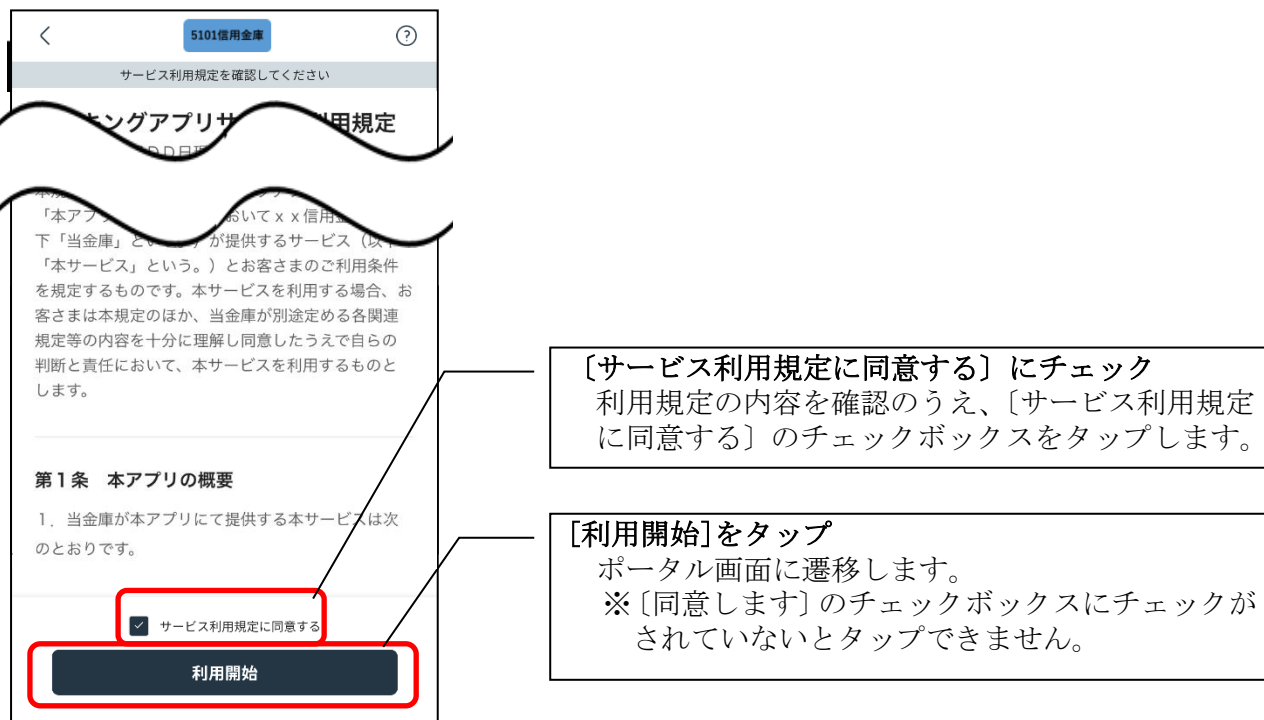 5101信用金庫
?
サービス利用規定を確認してください
キングアプリサ 利用規定
ＤＤ日
「本アプ おいてｘｘ信用
下「当金庫」と が提供するサービス（以
「本サービス」という。）とお客さまのご利用条件
を規定するものです。本サービスを利用する場合、お
客さまは本規定のほか、当金庫が別途定める各関連
規定等の内容を十分に理解し同意したうえで自らの
判断と責任において、本サービスを利用するものと
します。
第１条　本アプリの概要
１．当金庫が本アプリにて提供する本サービスは次
のとおりです。
サービス利用規定に同意する
利用開始
〔サービス利用規定に同意する〕にチェック
利用規定の内容を確認のうえ、〔サービス利用規定
に同意する〕のチェックボックスをタップします。
[利用開始]をタップ
ポータル画面に遷移します。
※〔同意します〕のチェックボックスにチェックが
されていないとタップできません。